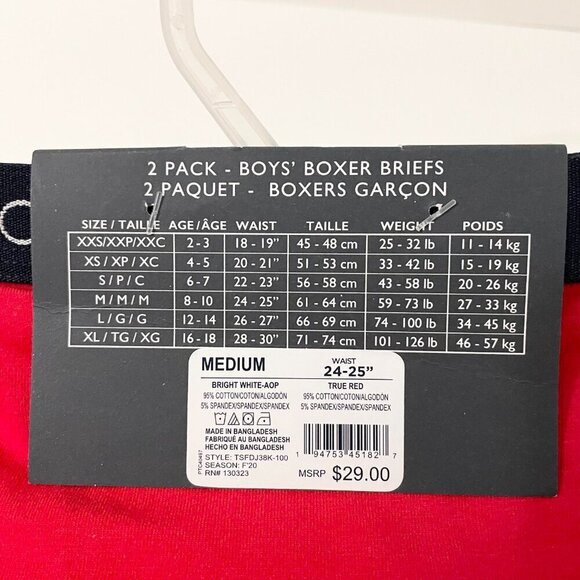 2 PACK - BOYS' BOXER BRIEFS
2 PAQUET - BOXERS GARÇON
SIZE / TAILLE AGE / ÂGE WAIST TAILLE WEIGHT POIDS
XXS/XXP/XXC 2 - 3 18 - 19" 45 - 48 cm 25 - 32 lb 11 - 14 kg
XS / XP / XC 4 - 5 20 - 21" 51 - 53 cm 33 - 42 lb 15 - 19 kg
S / P / C 6 - 7 22 - 23" 56 - 58 cm 43 - 58 lb 20 - 26 kg
M / M / M 8 - 10 24 - 25" 61 - 64 cm 59 - 73 lb 27 - 33 kg
L / G / G 12 - 14 26 - 27" 66 - 69 cm 74 - 100 lb 34 - 45 kg
XL / TG / XG 16 - 18 28 - 30" 71 - 74 cm 101 - 126 lb 46 - 57 kg
MEDIUM WAIST
24-25"
BRIGHT WHITE-AOP TRUE RED
95% COTTON/COTON/ALGODÓN 95% COTTON/COTON/ALGODÓN
5% SPANDEX/SPANDEX/SPANDEX 5% SPANDEX/SPANDEX/SPANDEX
MADE IN BANGLADESH
FABRIQUÉ AU BANGLADESH
HECHO EN BANGLADESH
STYLE: TSFDJ38K-100
SEASON: F'20
RN# 130323
1 94753 45182 7
MSRP $29.00